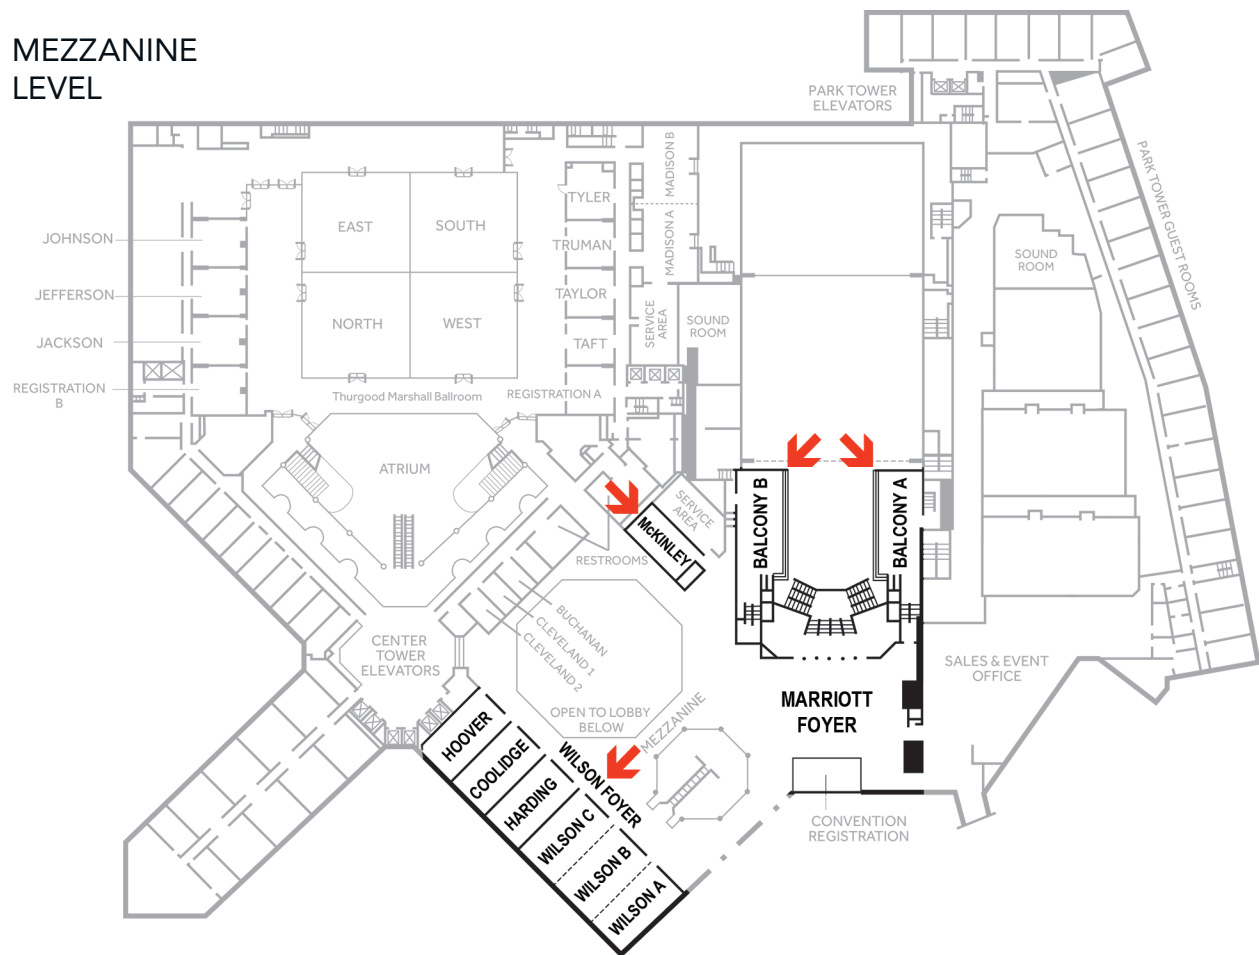 MEZZANINE
LEVEL
PARK TOWER
ELEVATORS
PARK TOWER GUEST ROOMS
MADISON B
MADISON A
TYLER
TRUMAN
TAYLOR
TAFT
EAST
SOUTH
NORTH
WEST
JOHNSON
JEFFERSON
JACKSON
REGISTRATION
B
Thurgood Marshall Ballroom
REGISTRATION A
SERVICE
AREA
SOUND
ROOM
SOUND
ROOM
ATRIUM
SERVICE
AREA
McKINLEY
RESTROOMS
BALCONY B
BALCONY A
BUCHANAN
CLEVELAND 1
CLEVELAND 2
CENTER
TOWER
ELEVATORS
OPEN TO LOBBY
BELOW
MEZZANINE
SALES & EVENT
OFFICE
MARRIOTT
FOYER
HOOVER
COOLIDGE
HARDING
WILSON FOYER
WILSON C
WILSON B
WILSON A
CONVENTION
REGISTRATION